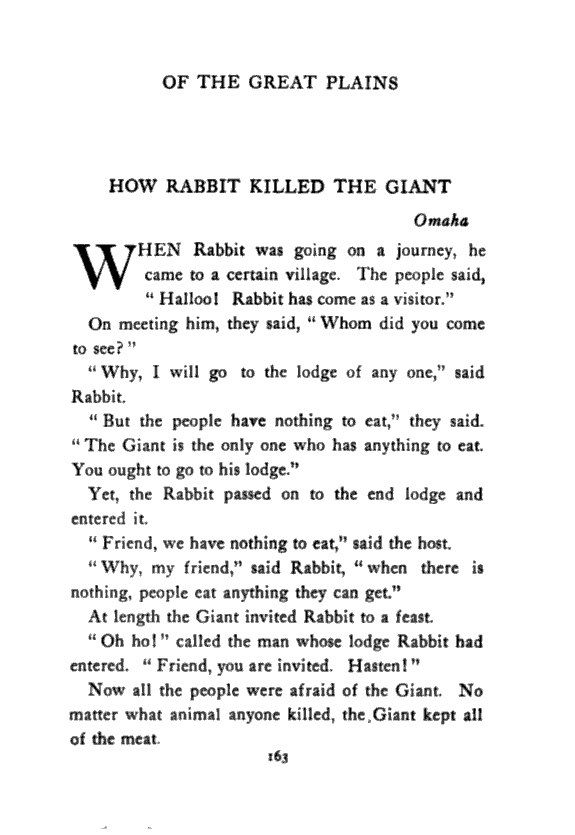 OF THE GREAT PLAINS
HOW RABBIT KILLED THE GIANT
Omaha
WHEN Rabbit was going on a journey, he
came to a certain village. The people said,
“ Halloo! Rabbit has come as a visitor.”
On meeting him, they said, “ Whom did you come
to see? ”
“ Why, I will go to the lodge of any one,” said
Rabbit.
“ But the people have nothing to eat,” they said.
“ The Giant is the only one who has anything to eat.
You ought to go to his lodge.”
Yet, the Rabbit passed on to the end lodge and
entered it.
“ Friend, we have nothing to eat,” said the host.
“ Why, my friend,” said Rabbit, “ when there is
nothing, people eat anything they can get.”
At length the Giant invited Rabbit to a feast.
“ Oh ho! ” called the man whose lodge Rabbit had
entered. “ Friend, you are invited. Hasten! ”
Now all the people were afraid of the Giant. No
matter what animal anyone killed, the Giant kept all
of the meat.
163